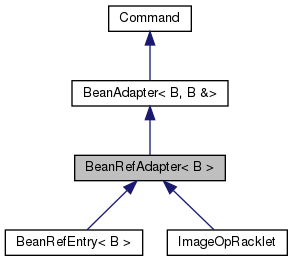 Command
BeanAdapter< B, B &>
BeanRefAdapter< B >
BeanRefEntry< B >
ImageOpRacklet